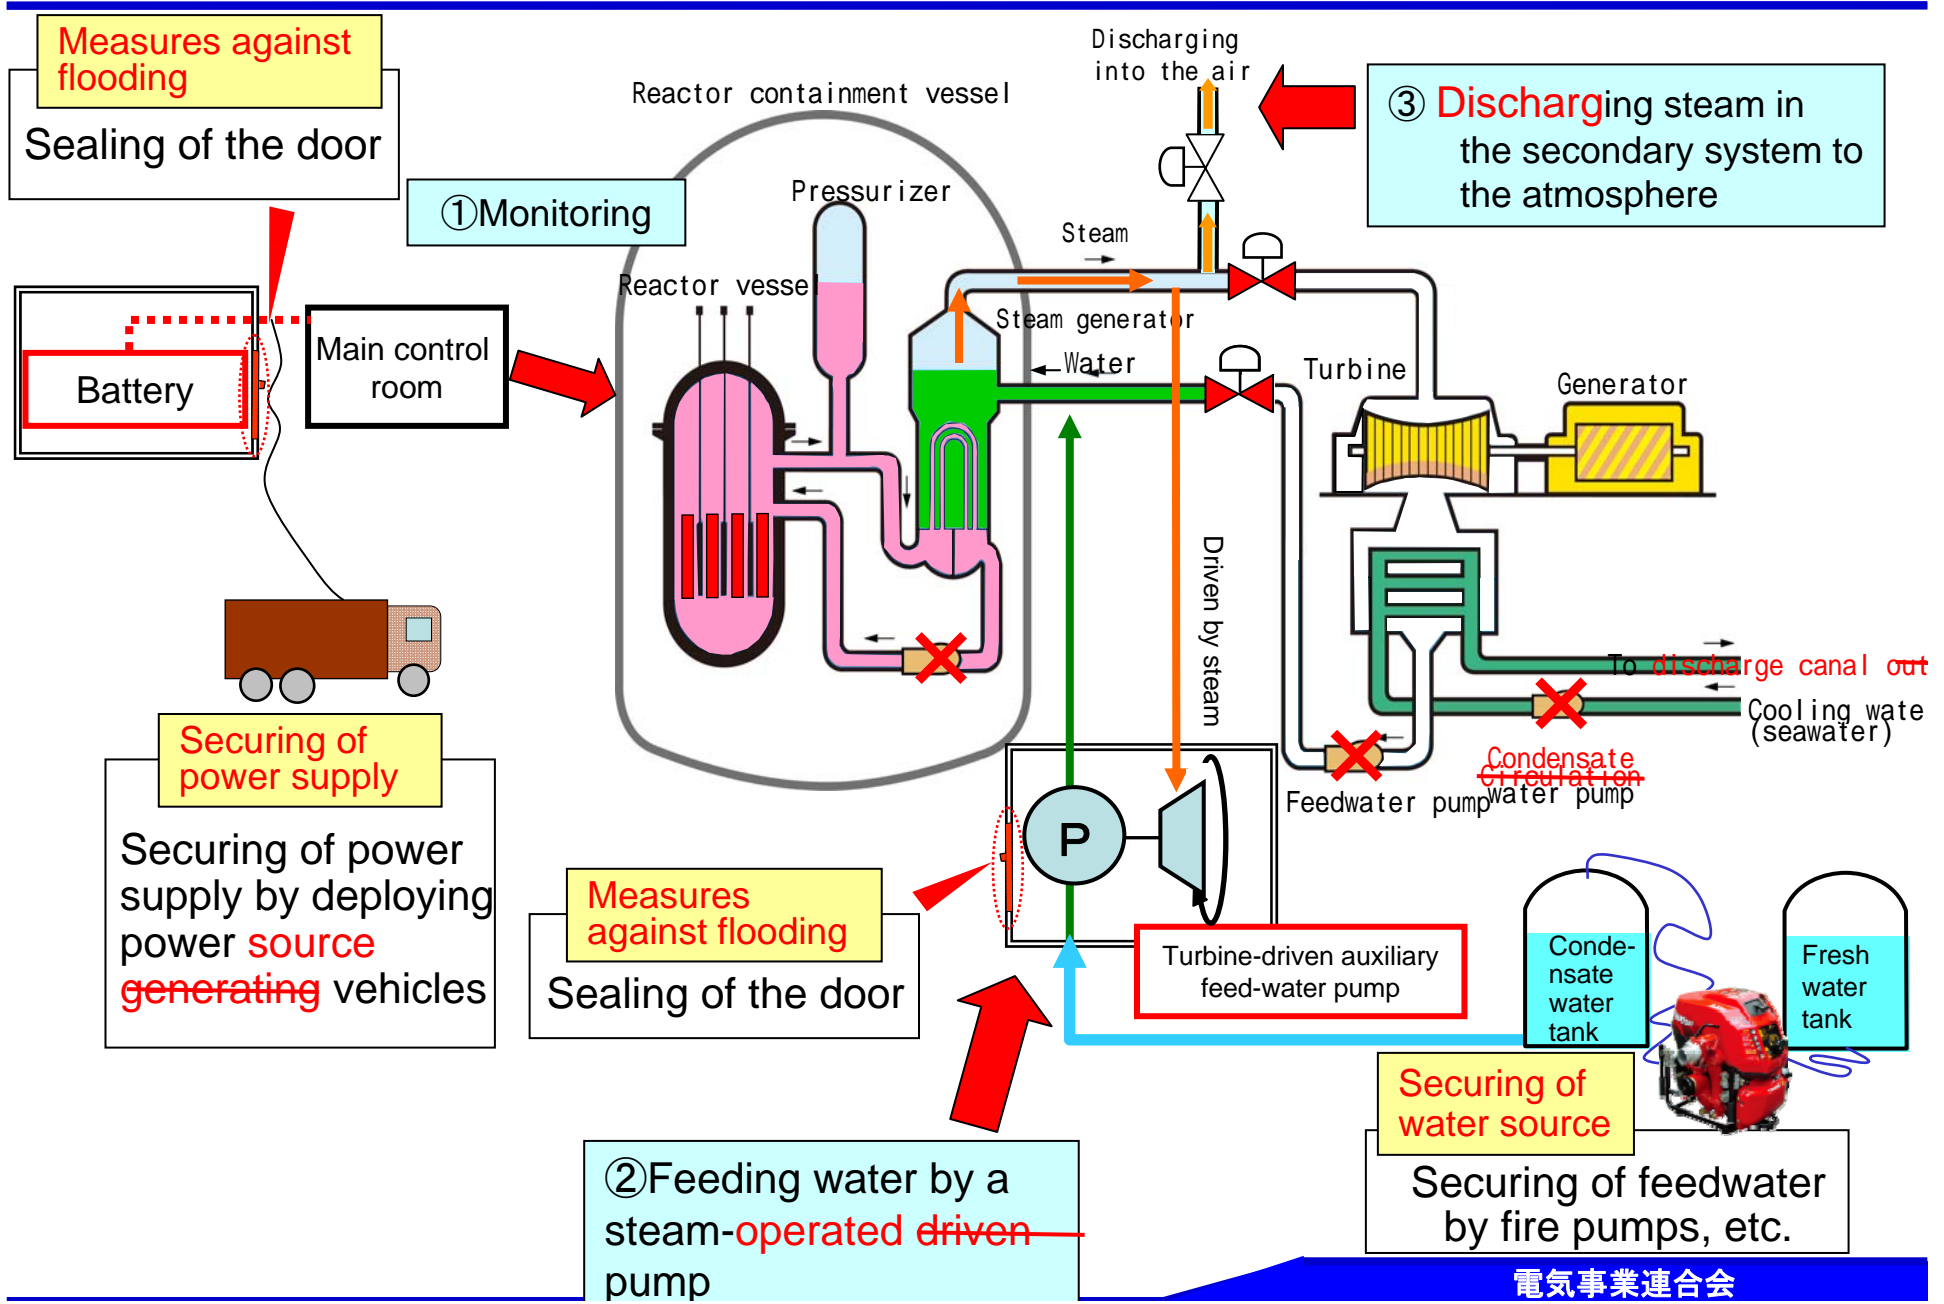 Measures against
flooding
Sealing of the door
①Monitoring
Reactor containment vessel
Discharging
into the air
③ Discharging steam in
the secondary system to
the atmosphere
Pressurizer
Reactor vessel
Steam
Steam generator
Water
Turbine
Generator
Battery
Main control
room
Driven by steam
To discharge canal out
Cooling wate
(seawater)
Condensate
Circulation
water pump
Feedwater pump
Securing of
power supply
Securing of power
supply by deploying
power source
generating vehicles
P
Measures
against flooding
Sealing of the door
Turbine-driven auxiliary
feed-water pump
Conde-
nsate
water
tank
Fresh
water
tank
Securing of
water source
Securing of feedwater
by fire pumps, etc.
②Feeding water by a
steam-operated driven
pump
電気事業連合会